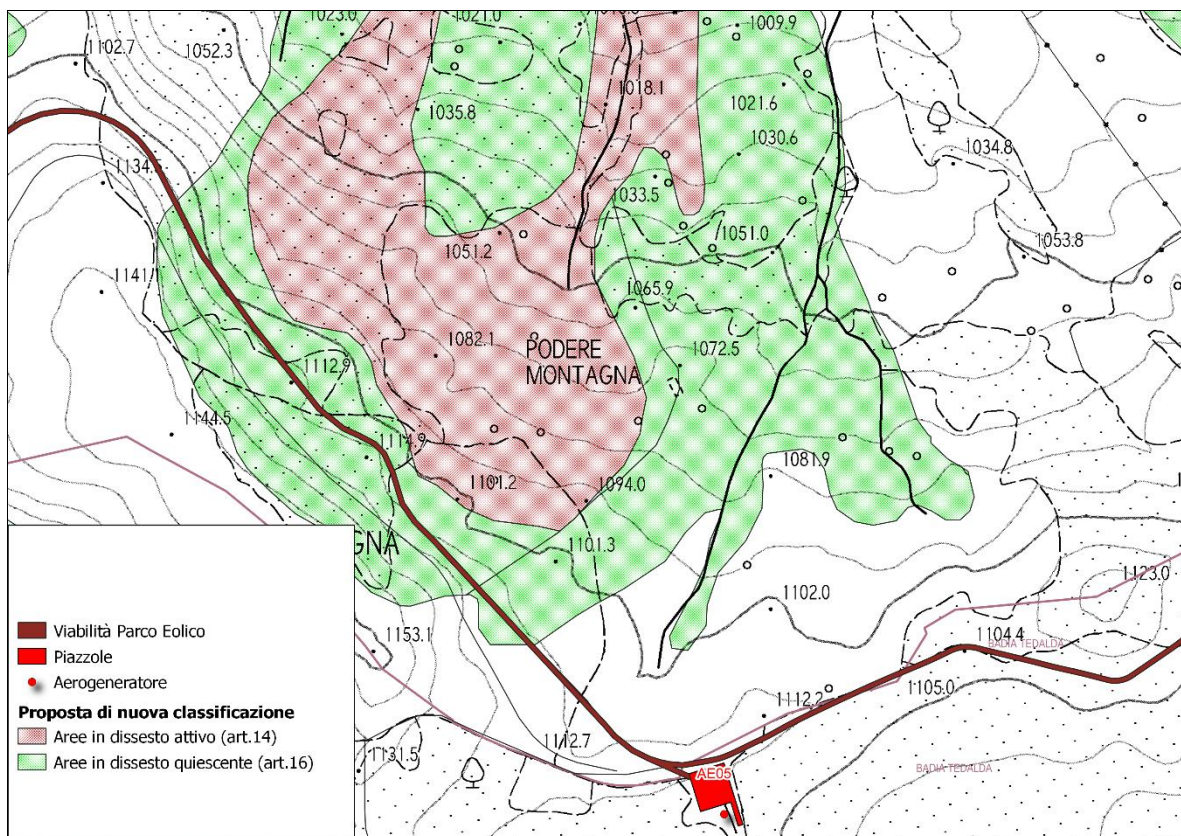 1023.0
1021.0
1009.9
1102.7
1052.3
1018.1
1035.8
1021.6
1030.6
1034.8
1134.5
1033.5
1051.2
1051.0
1053.8
1141.1
1065.9
1082.1
PODERE
MONTAGNA
1072.5
1112.9
1144.5
1114.9
1081.9
1101.2
1094.0
GNA
1101.3
1123.0
1102.0
1153.1
1104.4
BADIA TEDALDA
1105.0
1112.2
1112.7
1131.5
AE05
BADIA TEDALDA
Viabilità Parco Eolico
Piazzole
Aerogeneratore
Proposta di nuova classificazione
Aree in dissesto attivo (art.14)
Aree in dissesto quiescente (art.16)